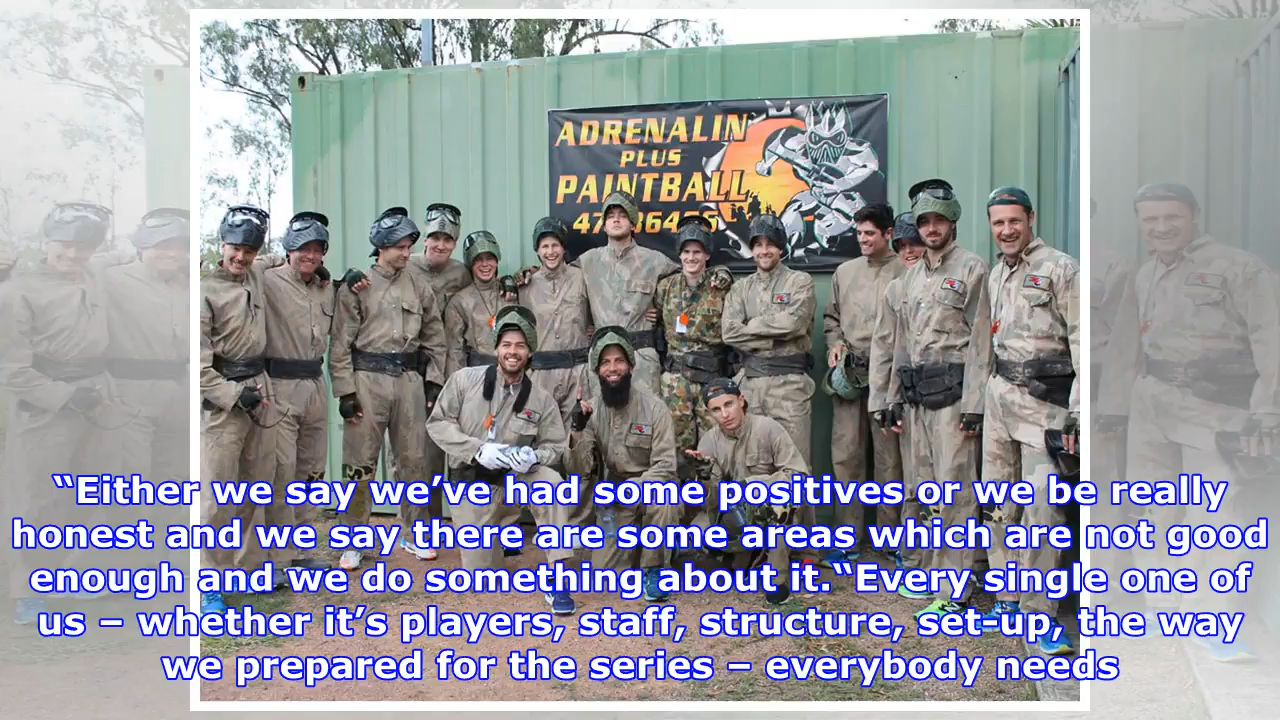 ADRENALIN
PLUS
PAINTBALL
“Either we say we’ve had some positives or we be really
honest and we say there are some areas which are not good
enough and we do something about it.“Every single one of
us – whether it’s players, staff, structure, set-up, the way
we prepared for the series – everybody needs